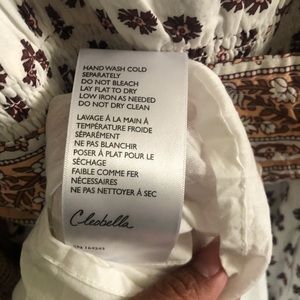 HAND WASH COLD
SEPARATELY
DO NOT BLEACH
LAY FLAT TO DRY
LOW IRON AS NEEDED
DO NOT DRY CLEAN
LAVAGE À LA MAIN À
TEMPÉRATURE FROIDE
SÉPARÉMENT
NE PAS BLANCHIR
POSER À PLAT POUR LE
SÉCHAGE
FAIBLE COMME FER
NÉCESSAIRES
NE PAS NETTOYER À SEC
Cleobella